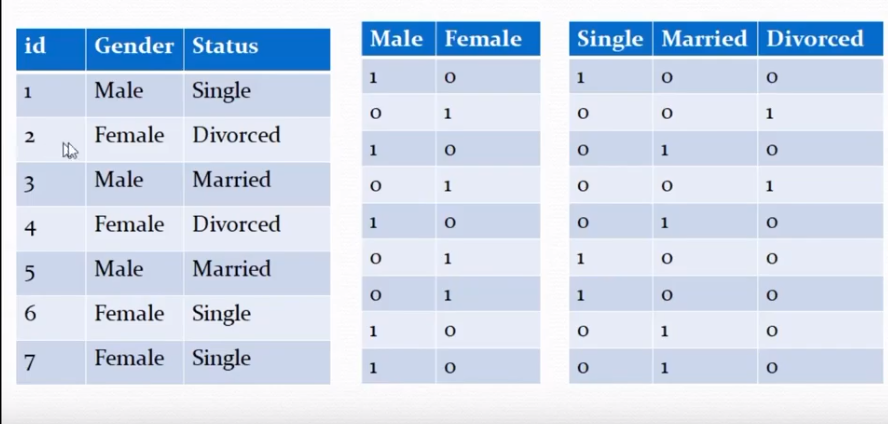 id Gender Status
1 Male Single
2 Female Divorced
3 Male Married
4 Female Divorced
5 Male Married
6 Female Single
7 Female Single
Male Female
1 0
0 1
1 0
0 1
1 0
0 1
0 1
1 0
1 0
Single Married Divorced
1 0 0
0 0 1
0 1 0
0 0 1
0 1 0
1 0 0
1 0 0
0 1 0
0 1 0